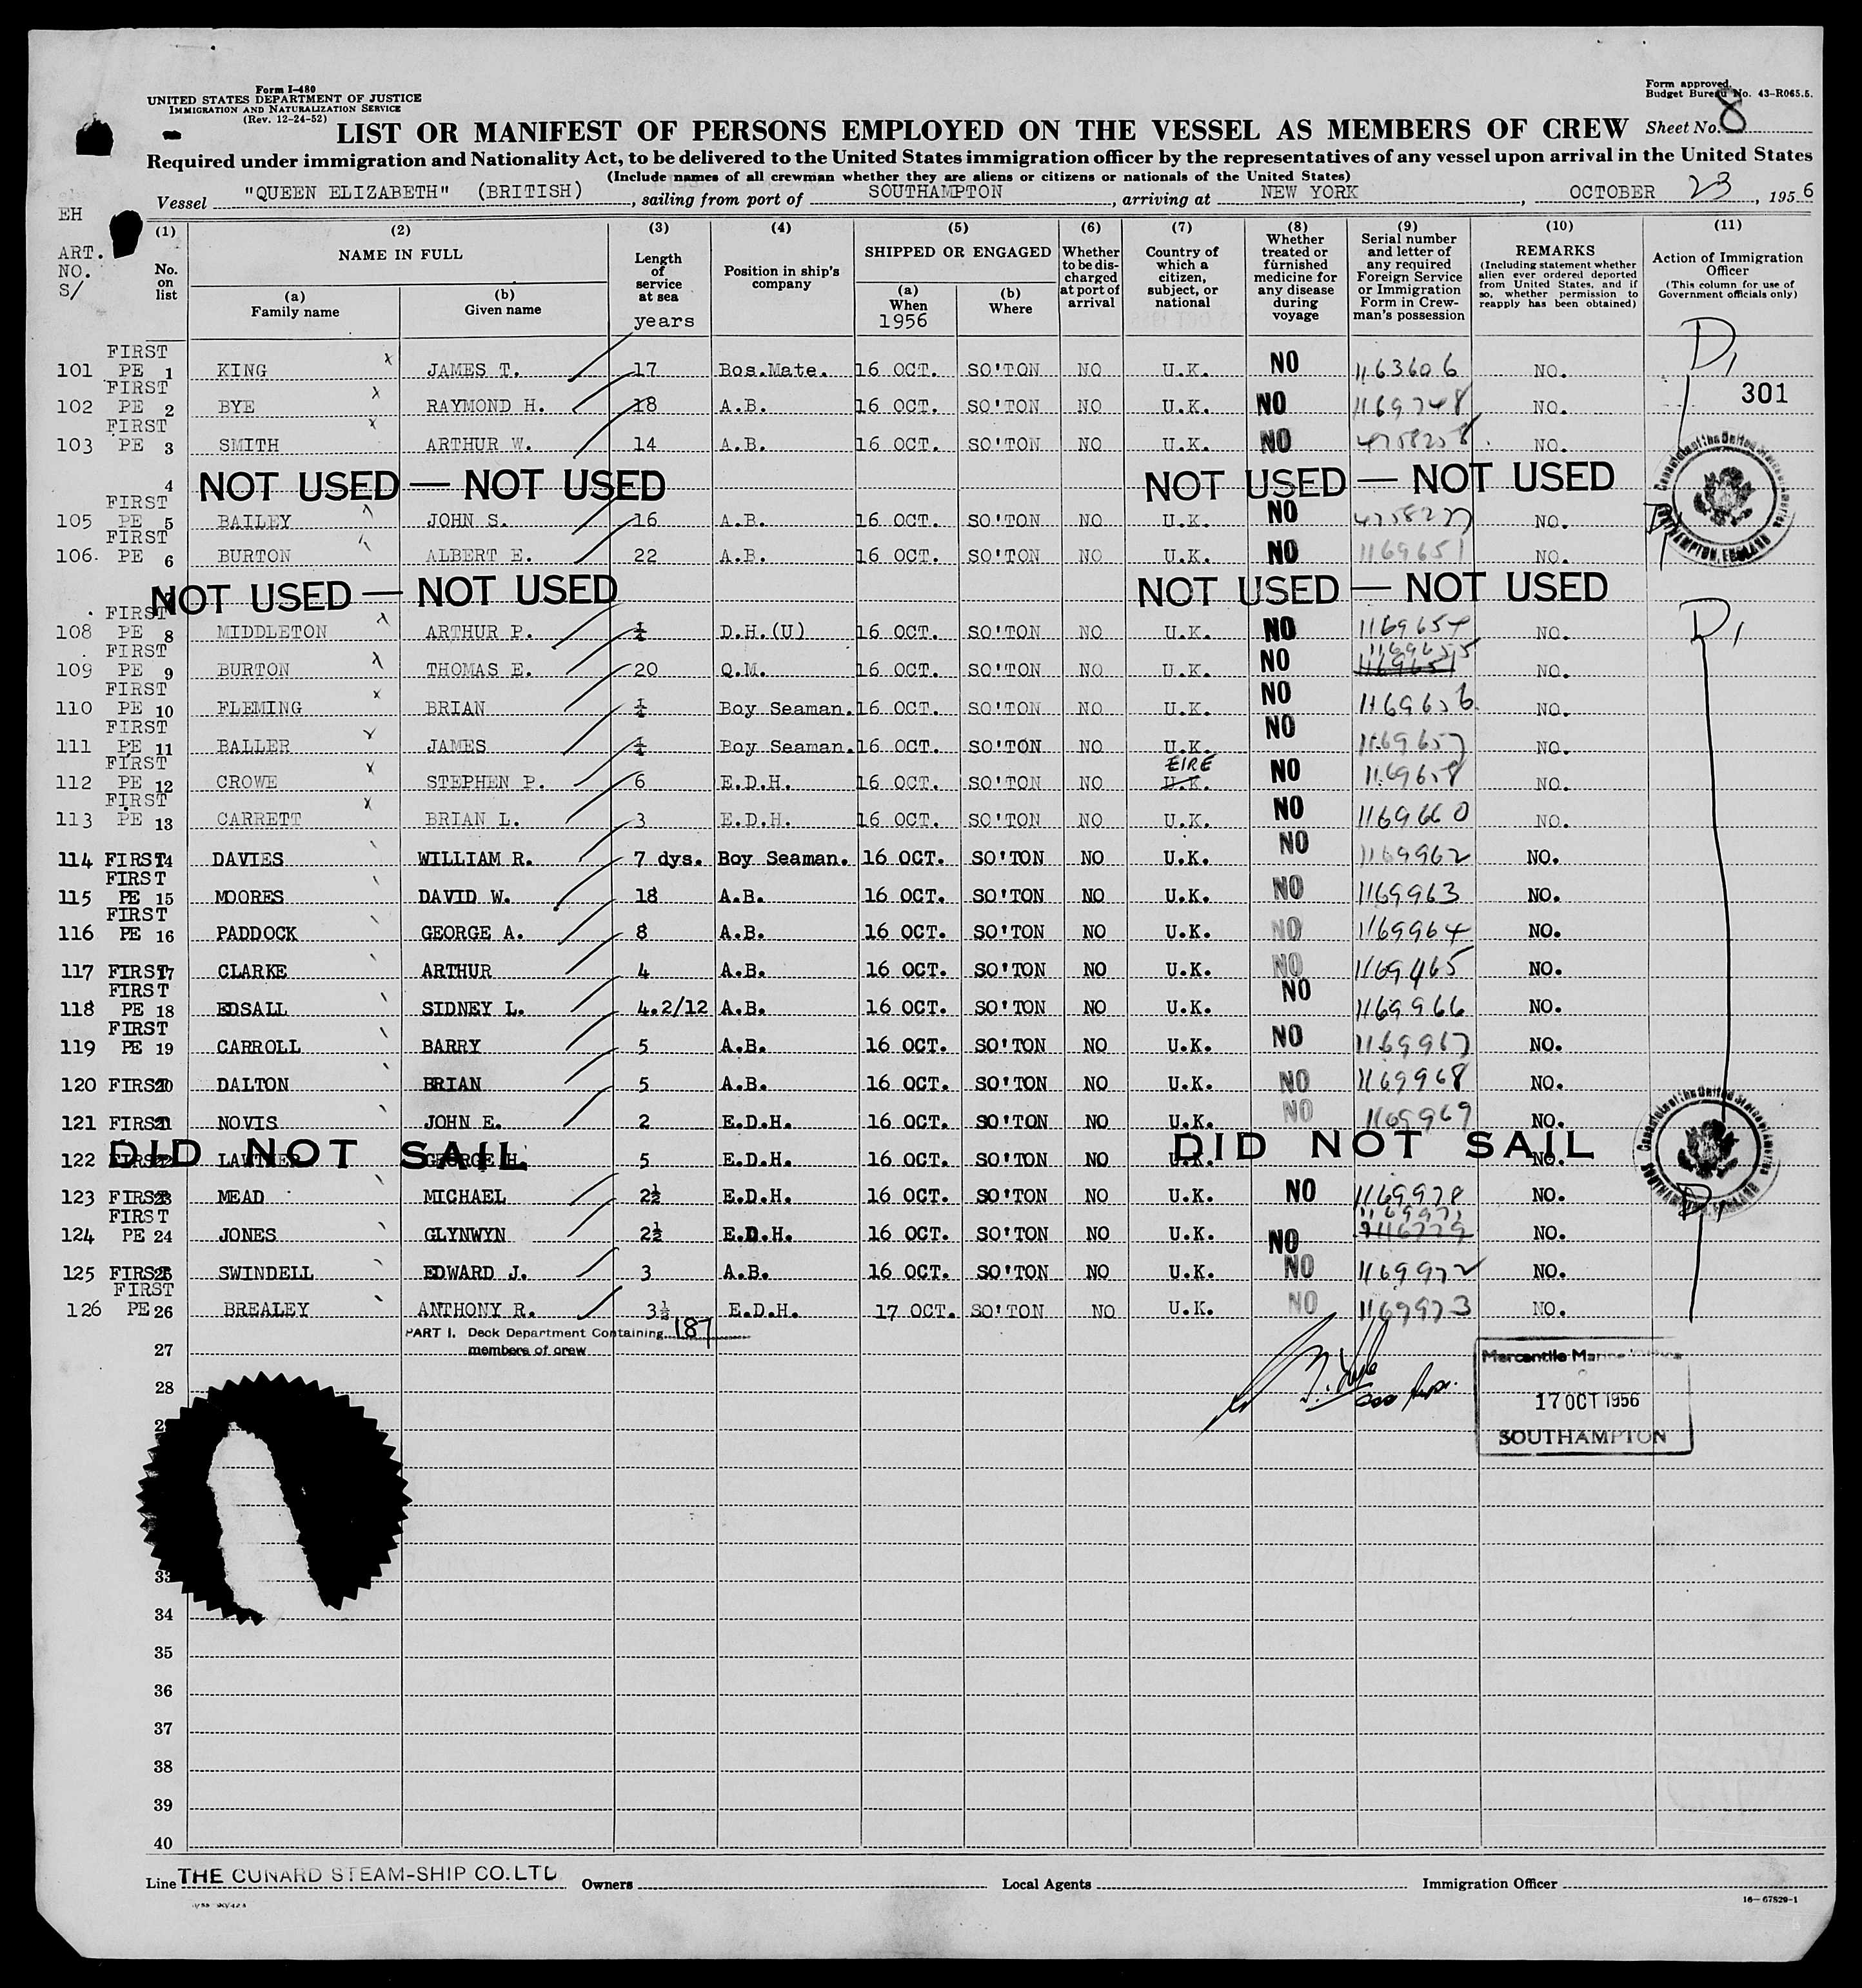 Form I-480
UNITED STATES DEPARTMENT OF JUSTICE
IMMIGRATION AND NATURALIZATION SERVICE
(Rev. 12-24-52)
Form approved.
Budget Bureau No. 43-R065.5.
LIST OR MANIFEST OF PERSONS EMPLOYED ON THE VESSEL AS MEMBERS OF CREW Sheet No. 8
Required under immigration and Nationality Act, to be delivered to the United States immigration officer by the representatives of any vessel upon arrival in the United States
(Include names of all crewman whether they are aliens or citizens or nationals of the United States)
Vessel "QUEEN ELIZABETH" (BRITISH), sailing from port of SOUTHAMPTON, arriving at NEW YORK, OCTOBER 23, 1956
EH
ART.
NO.
S/
(1) No. on list
(2) NAME IN FULL
(a) Family name
(b) Given name
(3) Length of service at sea years
(4) Position in ship's company
(5) SHIPPED OR ENGAGED
(a) When 1956
(b) Where
(6) Whether to be discharged at port of arrival
(7) Country of which a citizen, subject, or national
(8) Whether treated or furnished medicine for any disease during voyage
(9) Serial number and letter of any required Foreign Service or Immigration Form in Crewman's possession
(10) REMARKS (Including statement whether alien ever ordered deported from United States, and if so, whether permission to reapply has been obtained)
(11) Action of Immigration Officer (This column for use of Government officials only)
101 FIRST PE 1 KING JAMES T. 17 Bos.Mate. 16 OCT. SO'TON NO U.K. NO 1163606 NO.
301
102 FIRST PE 2 BYE RAYMOND H. 18 A.B. 16 OCT. SO'TON NO U.K. NO 1169748 NO.
103 FIRST PE 3 SMITH ARTHUR W. 14 A.B. 16 OCT. SO'TON NO U.K. NO 4758258 NO.
4 NOT USED — NOT USED NOT USED — NOT USED
105 FIRST PE 5 BAILEY JOHN S. 16 A.B. 16 OCT. SO'TON NO U.K. NO NO.
106. FIRST PE 6 BURTON ALBERT E. 22 A.B. 16 OCT. SO'TON NO U.K. NO 1169651 NO.
NOT USED — NOT USED NOT USED — NOT USED
108 FIRST PE 8 MIDDLETON ARTHUR P. ¼ D.H.(U) 16 OCT. SO'TON NO U.K. NO 1169654 NO.
109 FIRST PE 9 BURTON THOMAS E. 20 Q.M. 16 OCT. SO'TON NO U.K. NO 1169655 1169651 NO.
110 FIRST PE 10 FLEMING BRIAN ¼ Boy Seaman. 16 OCT. SO'TON NO U.K. NO 1169656 NO.
111 FIRST PE 11 BALLER JAMES ¼ Boy Seaman. 16 OCT. SO'TON NO U.K. NO 1169657 NO.
112 FIRST PE 12 CROWE STEPHEN P. 6 E.D.H. 16 OCT. SO'TON NO EIRE U.K. NO 1169658 NO.
113 FIRST PE 13 CARRETT BRIAN L. 3 E.D.H. 16 OCT. SO'TON NO U.K. NO 1169660 NO.
114 FIRST 14 DAVIES WILLIAM R. 7 dys. Boy Seaman. 16 OCT. SO'TON NO U.K. NO 1169962 NO.
115 FIRST PE 15 MOORES DAVID W. 18 A.B. 16 OCT. SO'TON NO U.K. NO 1169963 NO.
116 FIRST PE 16 PADDOCK GEORGE A. 8 A.B. 16 OCT. SO'TON NO U.K. NO 1169964 NO.
117 FIRST 17 CLARKE ARTHUR 4 A.B. 16 OCT. SO'TON NO U.K. NO 1169465 NO.
118 FIRST PE 18 EDSALL SIDNEY L. 4.2/12 A.B. 16 OCT. SO'TON NO U.K. NO 1169966 NO.
119 FIRST PE 19 CARROLL BARRY 5 A.B. 16 OCT. SO'TON NO U.K. NO 1169967 NO.
120 FIRST 20 DALTON BRIAN 5 A.B. 16 OCT. SO'TON NO U.K. NO 1169968 NO.
121 FIRST 21 NOVIS JOHN E. 2 E.D.H. 16 OCT. SO'TON NO U.K. NO 1169969 NO.
DID NOT SAIL DID NOT SAIL
122 FIRST 22 GEORGE H. 5 E.D.H. 16 OCT. SO'TON NO U.K. NO.
123 FIRST 23 MEAD MICHAEL 2½ E.D.H. 16 OCT. SO'TON NO U.K. NO 1169978 NO.
124 FIRST PE 24 JONES GLYNWYN 2½ E.D.H. 16 OCT. SO'TON NO U.K. NO 1169971 NO.
125 FIRST 25 SWINDELL EDWARD J. 3 A.B. 16 OCT. SO'TON NO U.K. NO 1169972 NO.
126 FIRST PE 26 BREALEY ANTHONY R. 3½ E.D.H. 17 OCT. SO'TON NO U.K. NO 1169973 NO.
PART I. Deck Department Containing 187
members of crew
27
28
Mercantile Marine Office
17 OCT 1956
SOUTHAMPTON
34
35
36
37
38
39
40
Line THE CUNARD STEAM-SHIP CO. LTD. Owners Local Agents Immigration Officer
16—67820-1